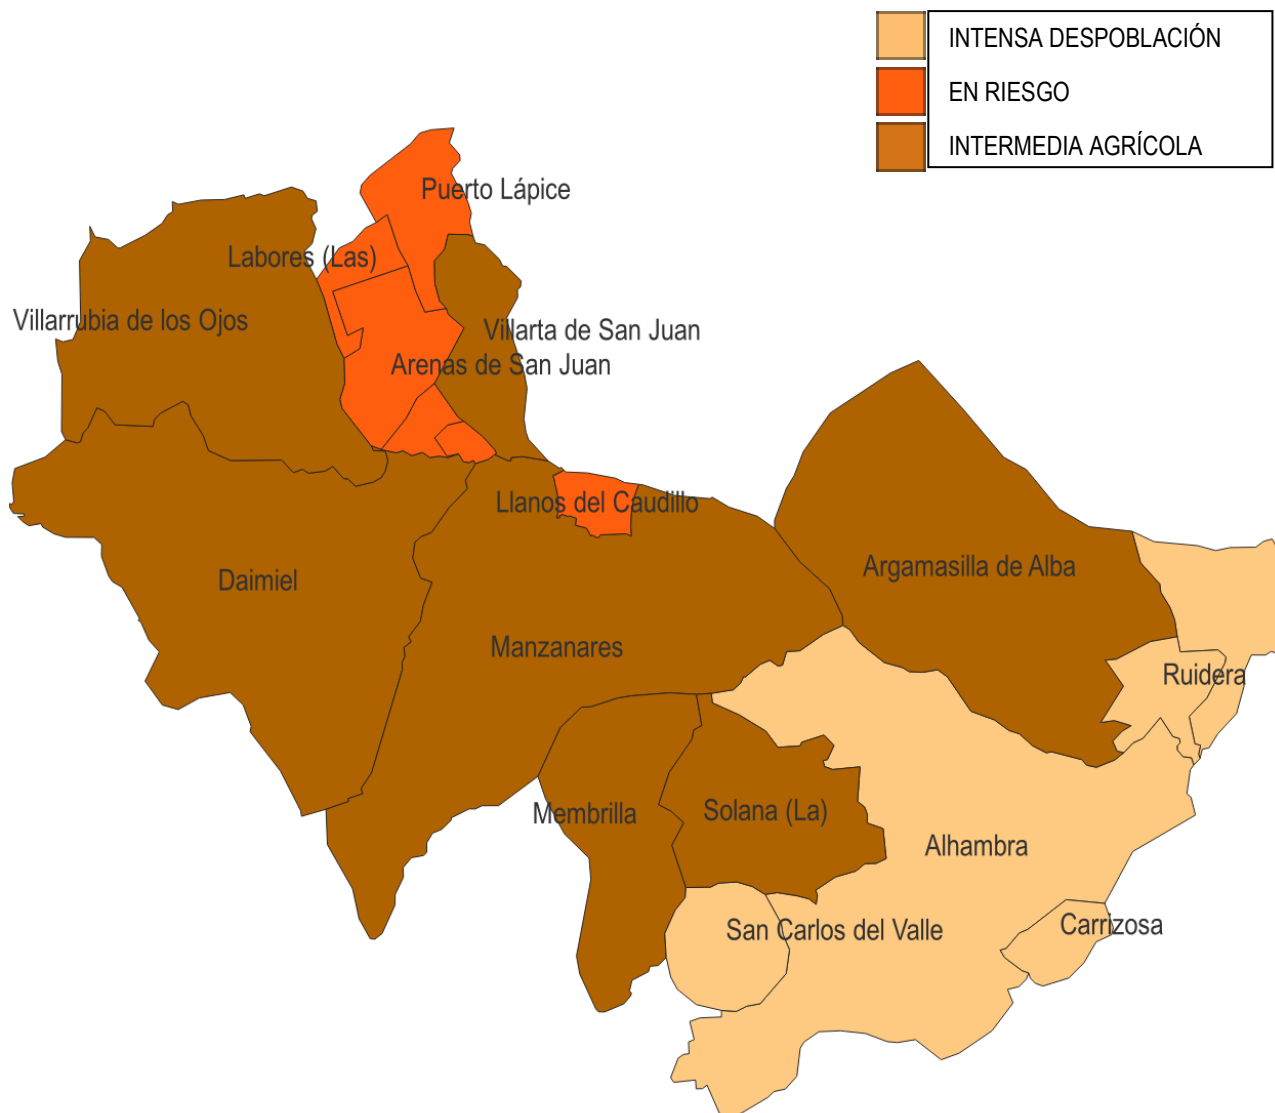 INTENSA DESPOBLACIÓN
EN RIESGO
INTERMEDIA AGRÍCOLA
Puerto Lápice
Labores (Las)
Villarrubia de los Ojos
Villarta de San Juan
Arenas de San Juan
Llanos del Caudillo
Argamasilla de Alba
Daimiel
Manzanares
Ruidera
Membrilla
Solana (La)
Alhambra
San Carlos del Valle
Carrizosa